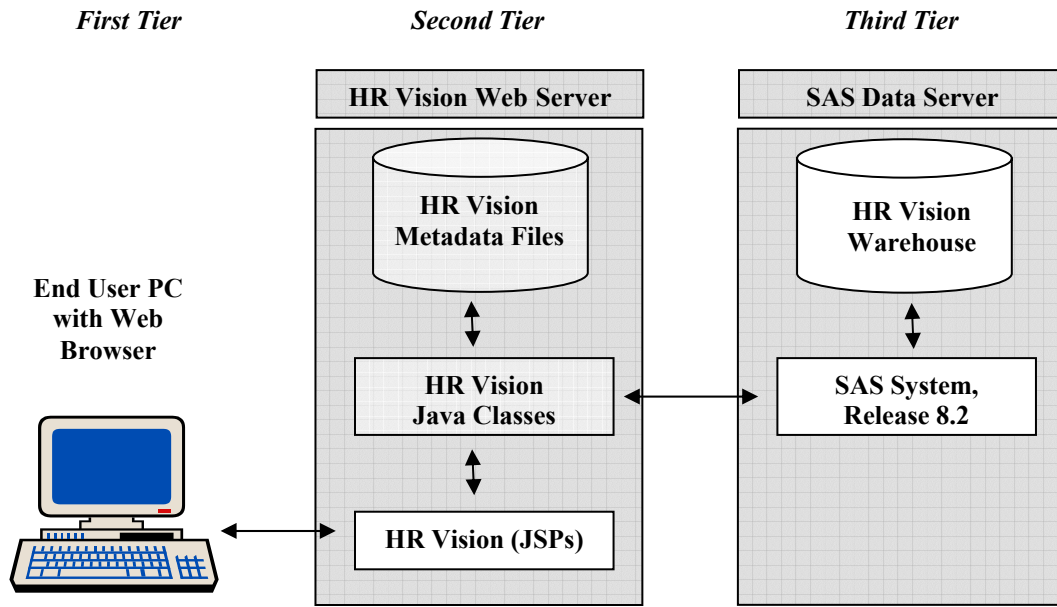 First Tier
Second Tier
Third Tier
HR Vision Web Server
SAS Data Server
HR Vision
Metadata Files
HR Vision
Warehouse
End User PC
with Web
Browser
HR Vision
Java Classes
SAS System,
Release 8.2
HR Vision (JSPs)